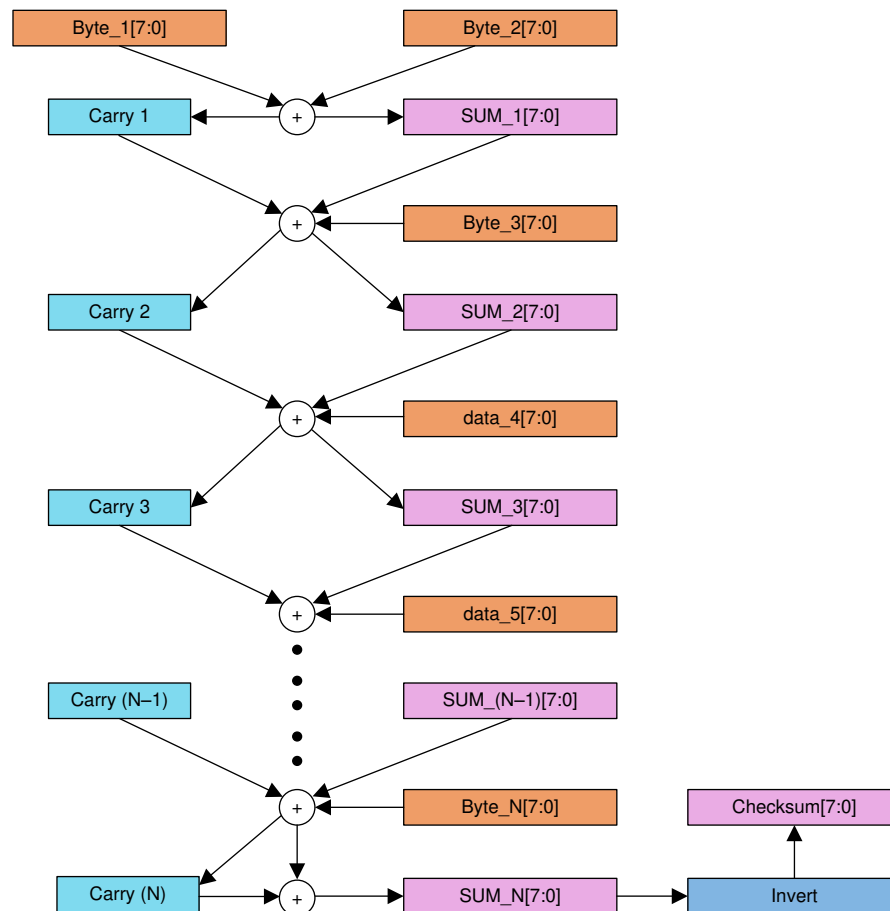 Byte_1[7:0]
Byte_2[7:0]
Carry 1
+
SUM_1[7:0]
+
Byte_3[7:0]
Carry 2
SUM_2[7:0]
+
data_4[7:0]
Carry 3
SUM_3[7:0]
+
data_5[7:0]
Carry (N–1)
SUM_(N–1)[7:0]
+
Byte_N[7:0]
Checksum[7:0]
Carry (N)
+
SUM_N[7:0]
Invert